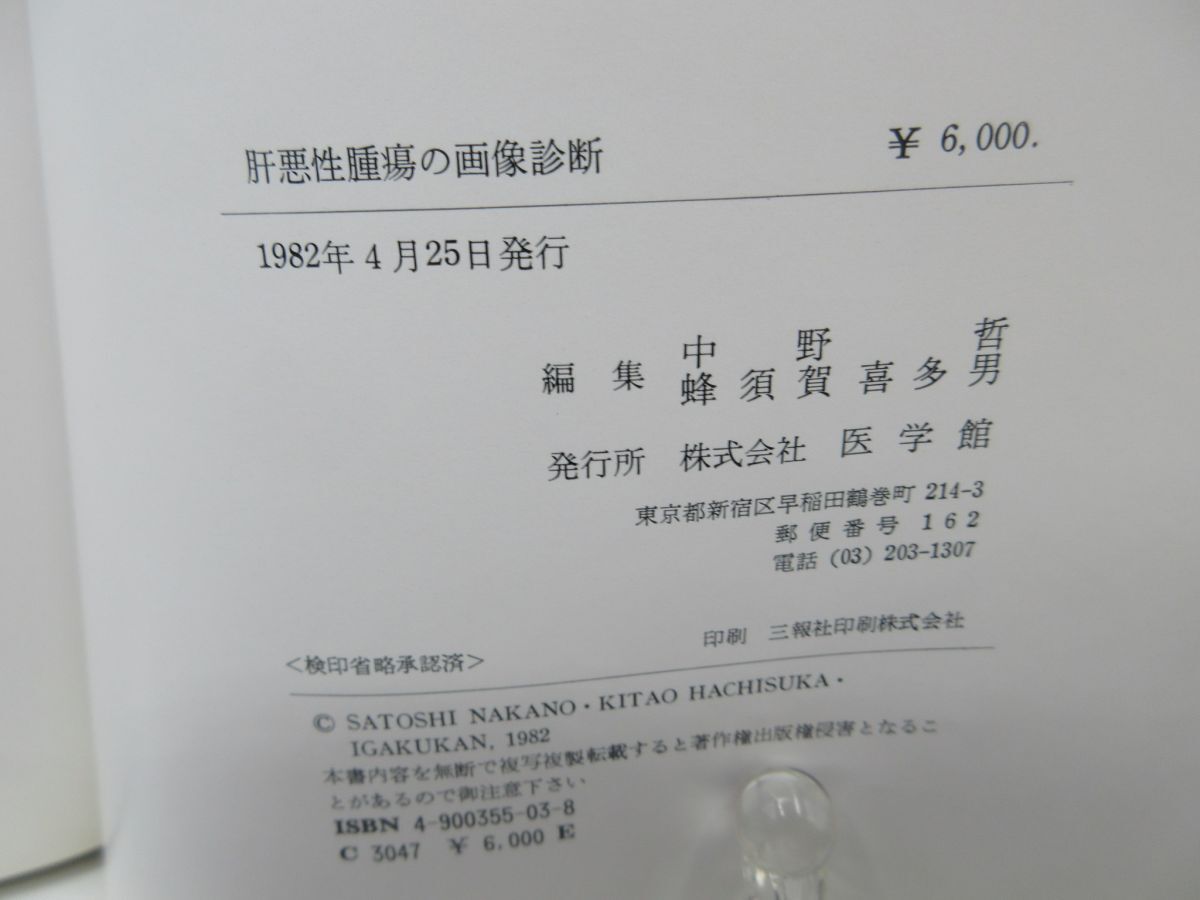 肝悪性腫瘍の画像診断 ¥ 6,000.
1982年4月25日発行
編集 中野哲
蜂須賀喜多男
発行所 株式会社 医学館
東京都新宿区早稲田鶴巻町 214-3
郵便番号 162
電話 (03) 203-1307
印刷 三報社印刷株式会社
<検印省略承認済>
© SATOSHI NAKANO・KITAO HACHISUKA・
IGAKUKAN, 1982
本書内容を無断で複写複製転載すると著作権出版権侵害となるこ
とがあるので御注意下さい
ISBN 4-900355-03-8
C 3047 ¥ 6,000 E